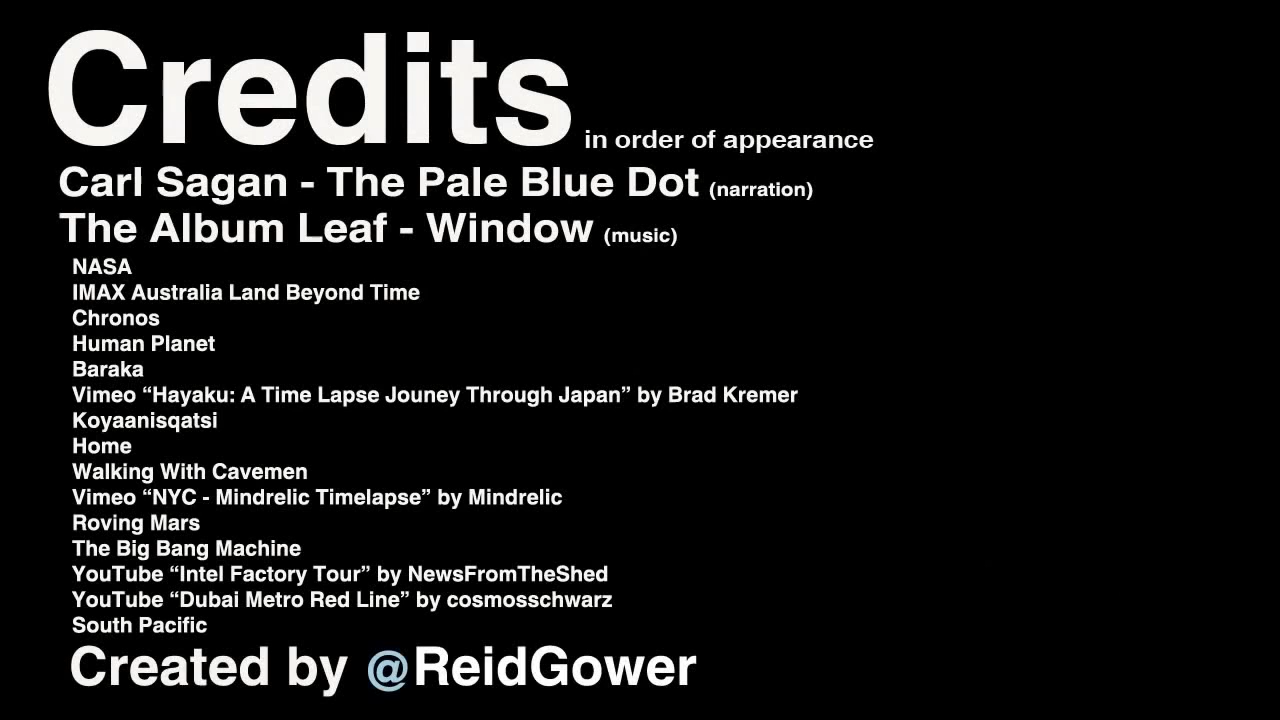 Credits in order of appearance
Carl Sagan - The Pale Blue Dot (narration)
The Album Leaf - Window (music)
NASA
IMAX Australia Land Beyond Time
Chronos
Human Planet
Baraka
Vimeo “Hayaku: A Time Lapse Jouney Through Japan” by Brad Kremer
Koyaanisqatsi
Home
Walking With Cavemen
Vimeo “NYC - Mindrelic Timelapse” by Mindrelic
Roving Mars
The Big Bang Machine
YouTube “Intel Factory Tour” by NewsFromTheShed
YouTube “Dubai Metro Red Line” by cosmosschwarz
South Pacific
Created by @ReidGower